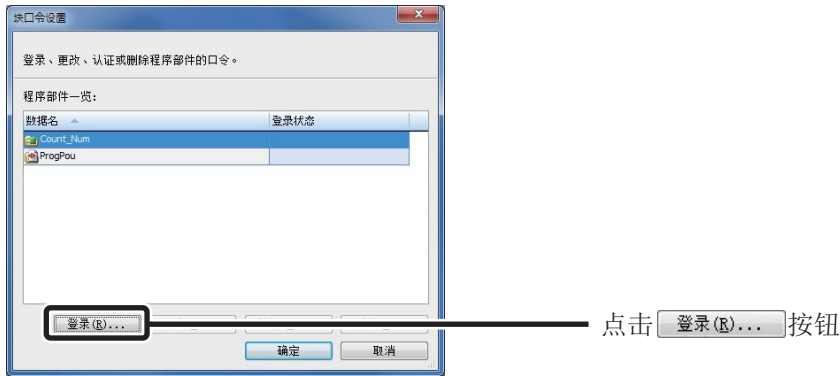 块口令设置
登录、更改、认证或删除程序部件的口令。
程序部件一览:
数据名 登录状态
Count_Num
ProgPou
登录(R)...
确定 取消
点击 登录(R)... 按钮